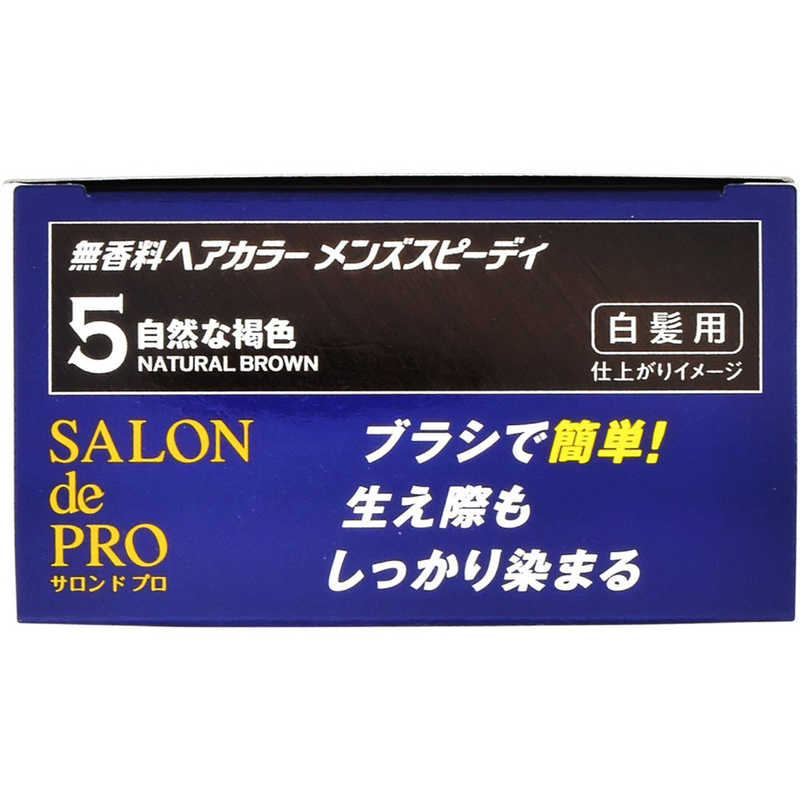 無香料ヘアカラー メンズスピーディ
5 自然な褐色
NATURAL BROWN
白髪用
仕上がりイメージ
SALON
de
PRO
サロンドプロ
ブラシで簡単!
生え際も
しっかり染まる